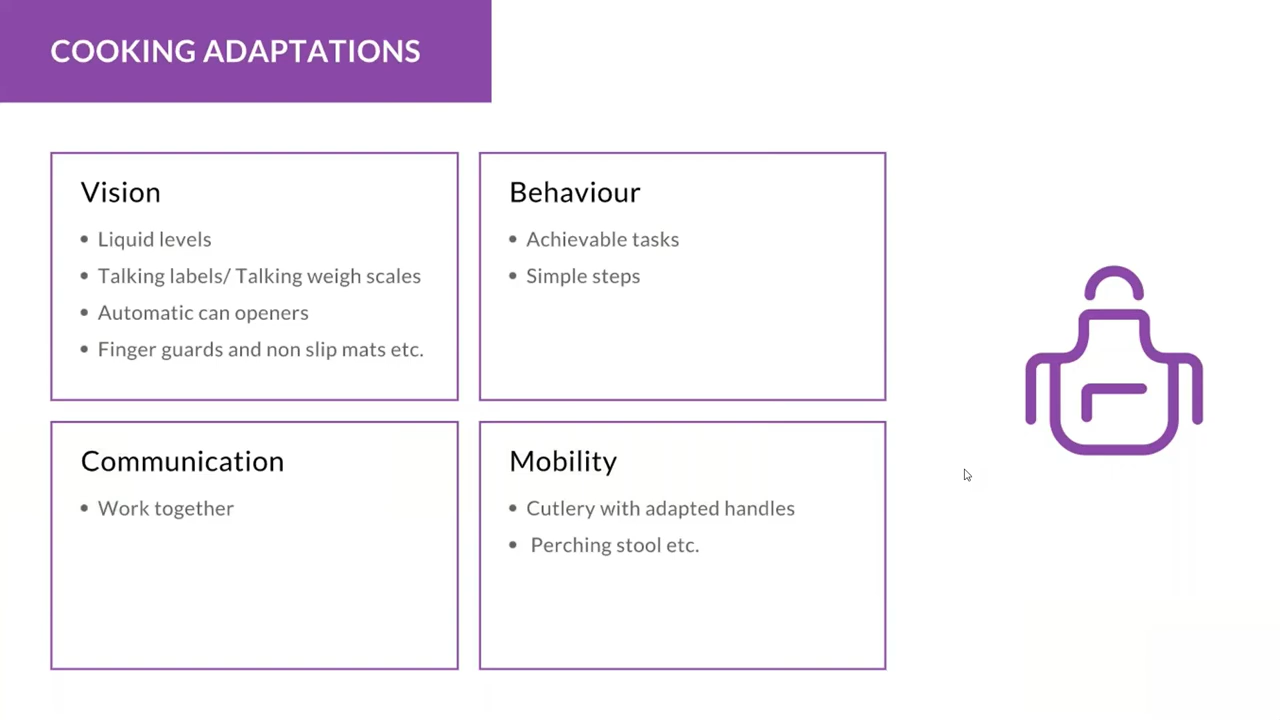 COOKING ADAPTATIONS
Vision
• Liquid levels
• Talking labels/ Talking weigh scales
• Automatic can openers
• Finger guards and non slip mats etc.
Behaviour
• Achievable tasks
• Simple steps
Communication
• Work together
Mobility
• Cutlery with adapted handles
• Perching stool etc.